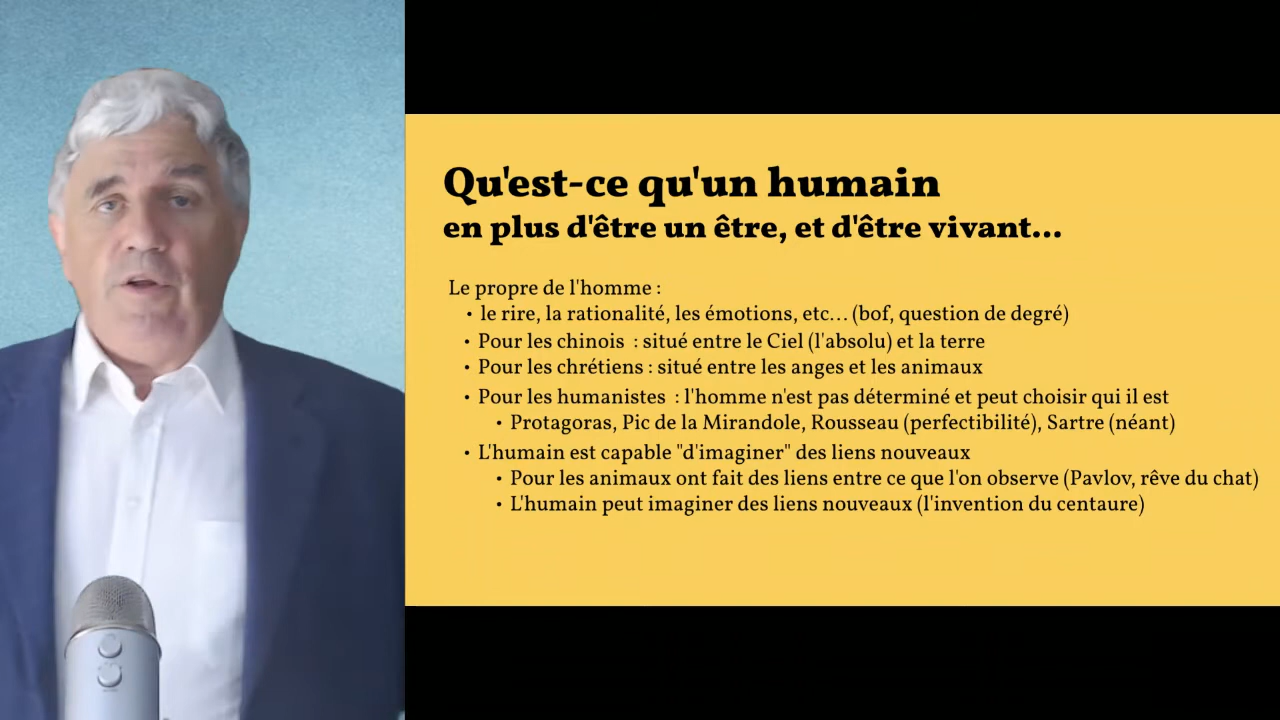 Qu'est-ce qu'un humain
en plus d'être un être, et d'être vivant...
Le propre de l'homme :
• le rire, la rationalité, les émotions, etc... (bof, question de degré)
• Pour les chinois : situé entre le Ciel (l'absolu) et la terre
• Pour les chrétiens : situé entre les anges et les animaux
• Pour les humanistes : l'homme n'est pas déterminé et peut choisir qui il est
• Protagoras, Pic de la Mirandole, Rousseau (perfectibilité), Sartre (néant)
• L'humain est capable "d'imaginer" des liens nouveaux
• Pour les animaux ont fait des liens entre ce que l'on observe (Pavlov, rêve du chat)
• L'humain peut imaginer des liens nouveaux (l'invention du centaure)